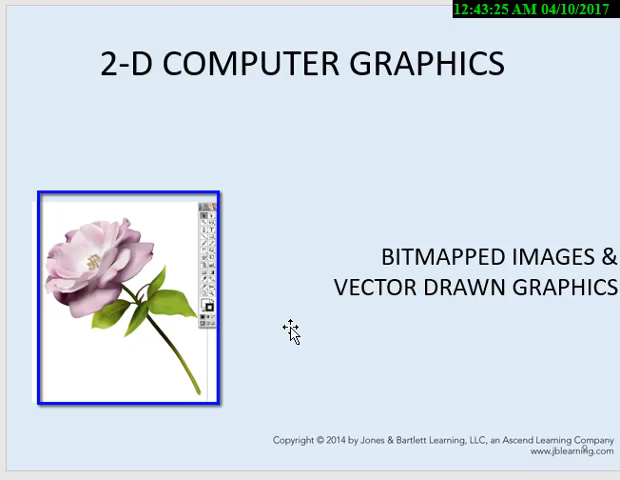 12:43:25 AM 04/10/2017
2-D COMPUTER GRAPHICS
BITMAPPED IMAGES &
VECTOR DRAWN GRAPHICS
Copyright © 2014 by Jones & Bartlett Learning, LLC, an Ascend Learning Company
www.jblearning.com